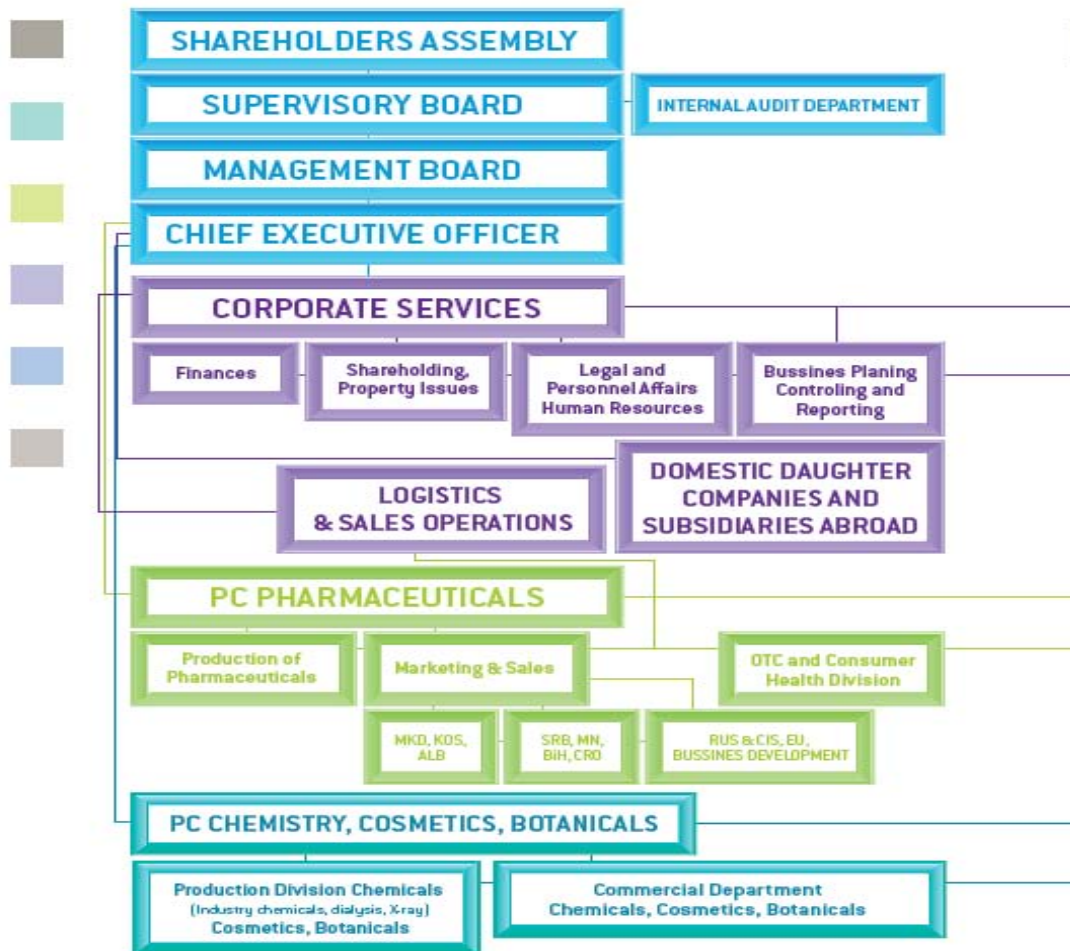 SHAREHOLDERS ASSEMBLY
SUPERVISORY BOARD
INTERNAL AUDIT DEPARTMENT
MANAGEMENT BOARD
CHIEF EXECUTIVE OFFICER
CORPORATE SERVICES
Finances
Shareholding,
Property Issues
Legal and
Personnel Affairs
Human Resources
Bussines Planing
Controling and
Reporting
LOGISTICS
& SALES OPERATIONS
DOMESTIC DAUGHTER
COMPANIES AND
SUBSIDIARIES ABROAD
PC PHARMACEUTICALS
Production of
Pharmaceuticals
Marketing & Sales
OTC and Consumer
Health Division
MKD, KOS,
ALB
SRB, MN,
BiH, CRO
RUS & CIS, EU,
BUSSINES DEVELOPMENT
PC CHEMISTRY, COSMETICS, BOTANICALS
Production Division Chemicals
(Industry chemicals, dialysis, X-ray)
Cosmetics, Botanicals
Commercial Department
Chemicals, Cosmetics, Botanicals